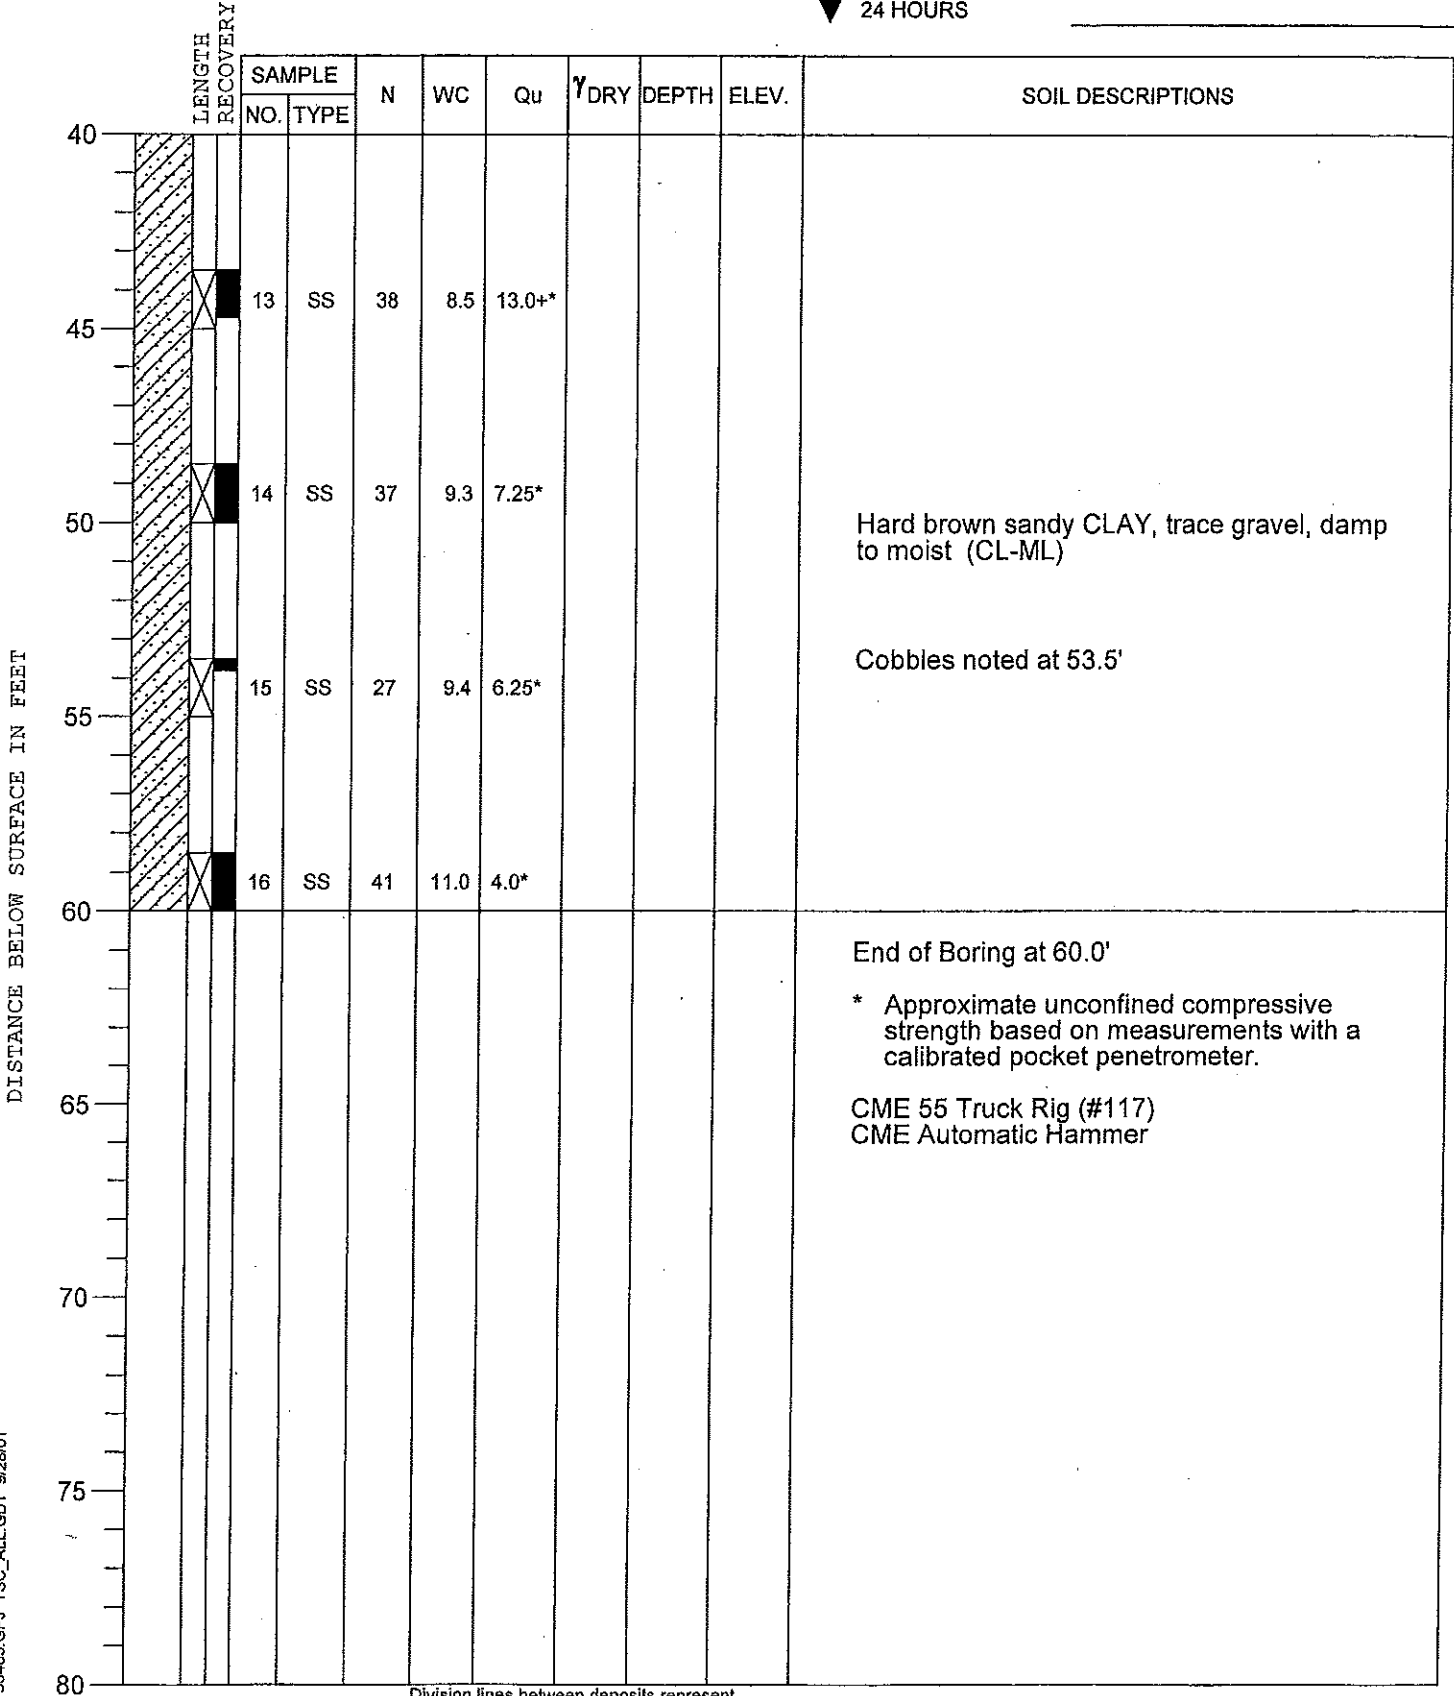 ▼ 24 HOURS
LENGTH
RECOVERY
SAMPLE
NO. TYPE N WC Qu γDRY DEPTH ELEV. SOIL DESCRIPTIONS
40
13 SS 38 8.5 13.0+*
45
14 SS 37 9.3 7.25*
50
Hard brown sandy CLAY, trace gravel, damp
to moist (CL-ML)
Cobbles noted at 53.5'
15 SS 27 9.4 6.25*
55
16 SS 41 11.0 4.0*
60
End of Boring at 60.0'
* Approximate unconfined compressive
strength based on measurements with a
calibrated pocket penetrometer.
65
CME 55 Truck Rig (#117)
CME Automatic Hammer
70
75
80
DISTANCE BELOW SURFACE IN FEET
Division lines between deposits represent